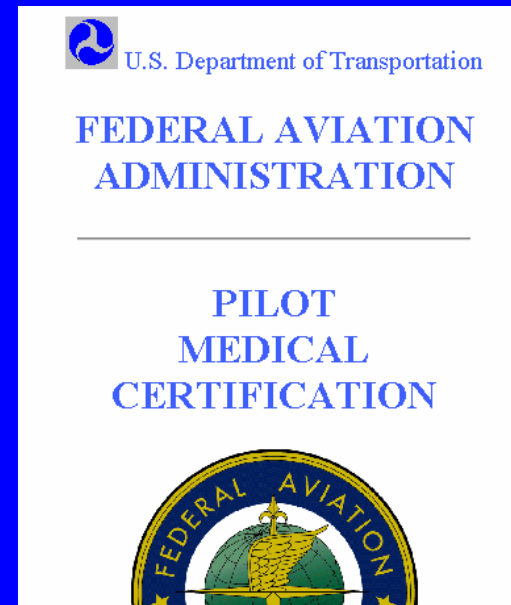 U.S. Department of Transportation
FEDERAL AVIATION
ADMINISTRATION
PILOT
MEDICAL
CERTIFICATION
FEDERAL AVIATION